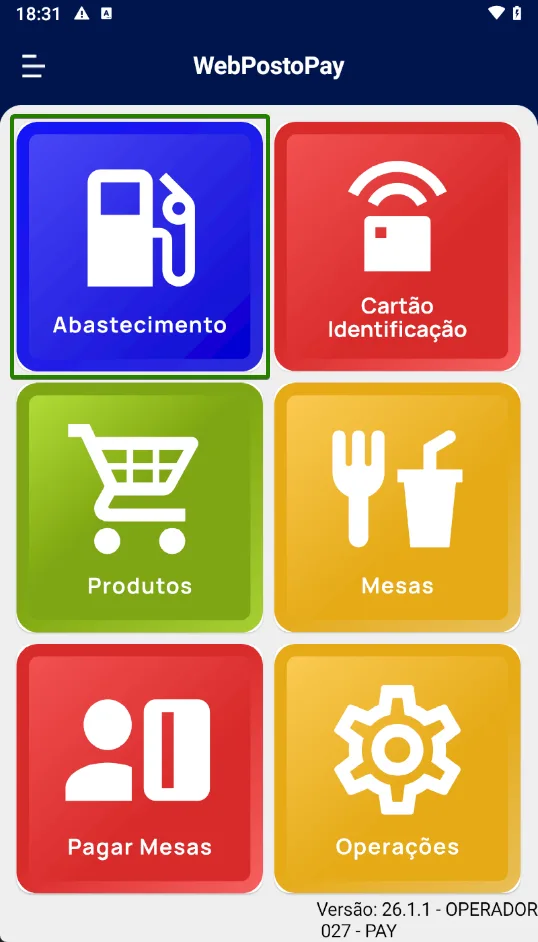 18:31
WebPostoPay
Abastecimento
Cartão
Identificação
Produtos
Mesas
Pagar Mesas
Operações
Versão: 26.1.1 - OPERADOR
027 - PAY